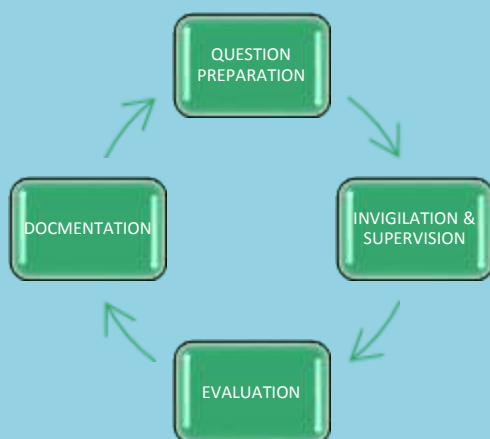 QUESTION
PREPARATION
INVIGILATION &
SUPERVISION
EVALUATION
DOCMENTATION